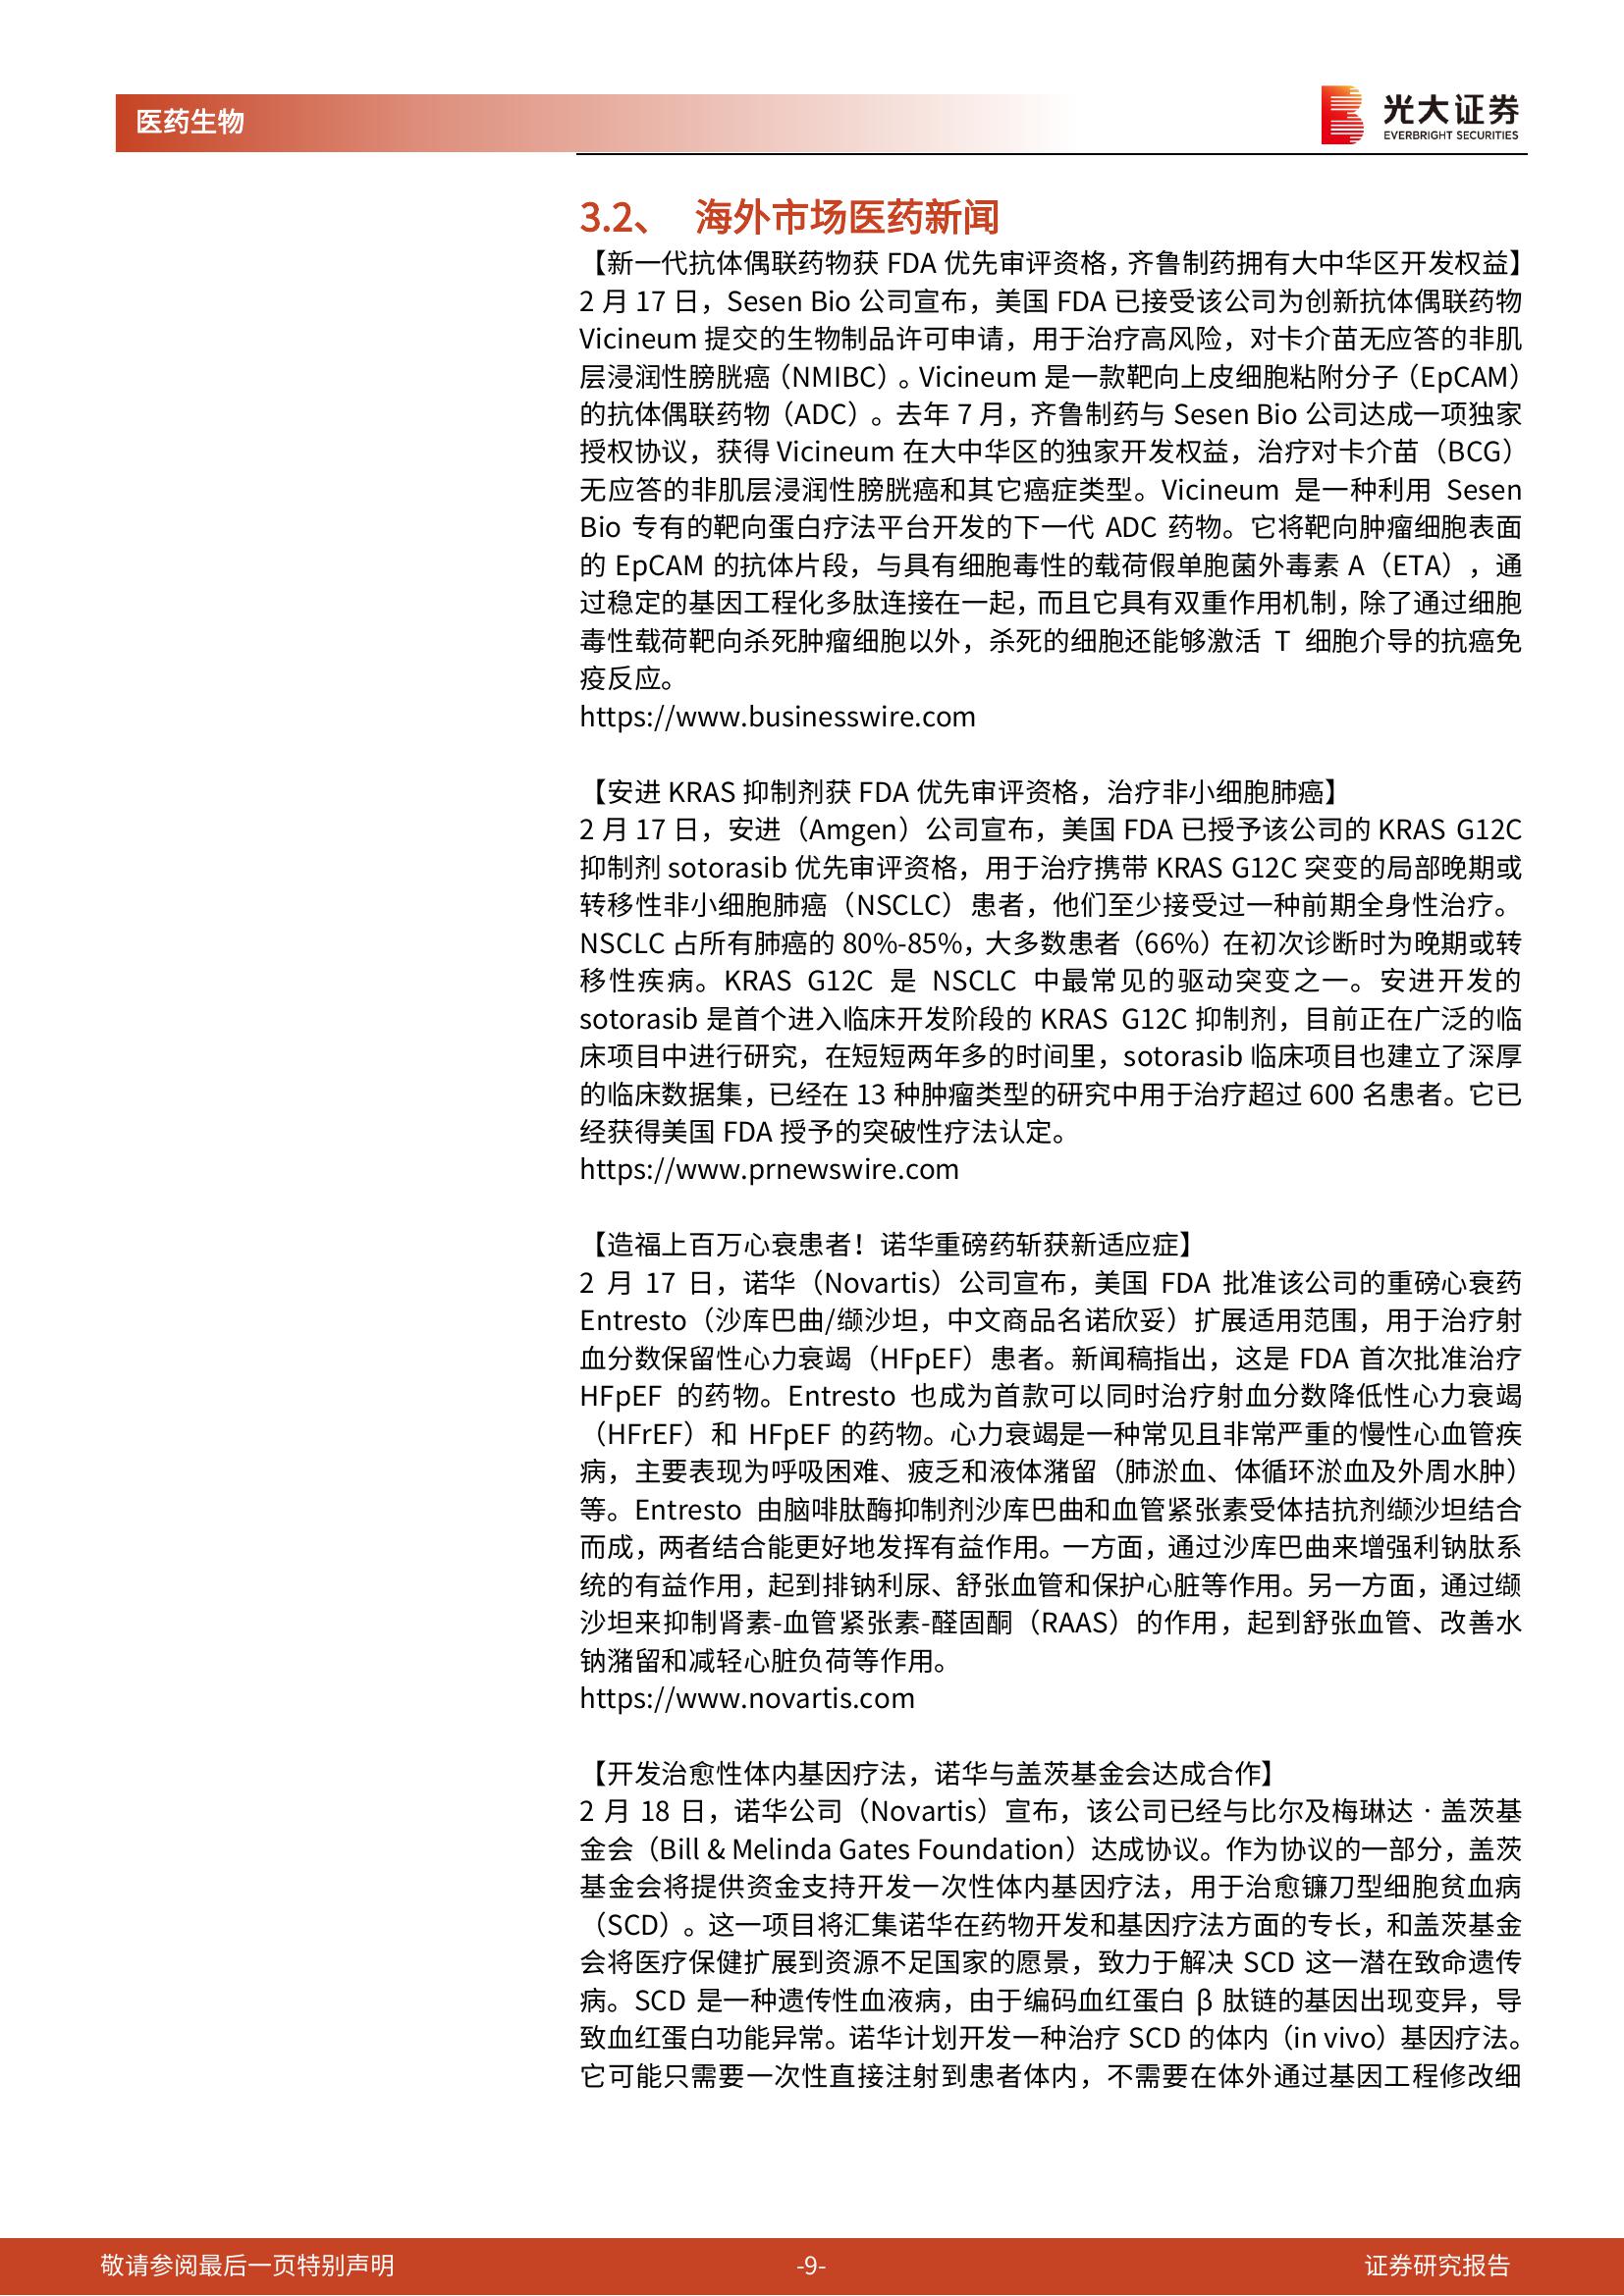 医药生物
光大证券
EVERBRIGHT SECURITIES
3.2、 海外市场医药新闻
【新一代抗体偶联药物获 FDA 优先审评资格，齐鲁制药拥有大中华区开发权益】
2 月 17 日，Sesen Bio 公司宣布，美国 FDA 已接受该公司为创新抗体偶联药物
Vicineum 提交的生物制品许可申请，用于治疗高风险，对卡介苗无应答的非肌
层浸润性膀胱癌（NMIBC）。Vicineum 是一款靶向上皮细胞粘附分子（EpCAM）
的抗体偶联药物（ADC）。去年 7 月，齐鲁制药与 Sesen Bio 公司达成一项独家
授权协议，获得 Vicineum 在大中华区的独家开发权益，治疗对卡介苗（BCG）
无应答的非肌层浸润性膀胱癌和其它癌症类型。Vicineum 是一种利用 Sesen
Bio 专有的靶向蛋白疗法平台开发的下一代 ADC 药物。它将靶向肿瘤细胞表面
的 EpCAM 的抗体片段，与具有细胞毒性的载荷假单胞菌外毒素 A（ETA），通
过稳定的基因工程化多肽连接在一起，而且它具有双重作用机制，除了通过细胞
毒性载荷靶向杀死肿瘤细胞以外，杀死的细胞还能够激活 T 细胞介导的抗癌免
疫反应。
https://www.businesswire.com
【安进 KRAS 抑制剂获 FDA 优先审评资格，治疗非小细胞肺癌】
2 月 17 日，安进（Amgen）公司宣布，美国 FDA 已授予该公司的 KRAS G12C
抑制剂 sotorasib 优先审评资格，用于治疗携带 KRAS G12C 突变的局部晚期或
转移性非小细胞肺癌（NSCLC）患者，他们至少接受过一种前期全身性治疗。
NSCLC 占所有肺癌的 80%-85%，大多数患者（66%）在初次诊断时为晚期或转
移性疾病。KRAS G12C 是 NSCLC 中最常见的驱动突变之一。安进开发的
sotorasib 是首个进入临床开发阶段的 KRAS G12C 抑制剂，目前正在广泛的临
床项目中进行研究，在短短两年多的时间里，sotorasib 临床项目也建立了深厚
的临床数据集，已经在 13 种肿瘤类型的研究中用于治疗超过 600 名患者。它已
经获得美国 FDA 授予的突破性疗法认定。
https://www.prnewswire.com
【造福上百万心衰患者！诺华重磅药斩获新适应症】
2 月 17 日，诺华（Novartis）公司宣布，美国 FDA 批准该公司的重磅心衰药
Entresto（沙库巴曲/缬沙坦，中文商品名诺欣妥）扩展适用范围，用于治疗射
血分数保留性心力衰竭（HFpEF）患者。新闻稿指出，这是 FDA 首次批准治疗
HFpEF 的药物。Entresto 也成为首款可以同时治疗射血分数降低性心力衰竭
（HFrEF）和 HFpEF 的药物。心力衰竭是一种常见且非常严重的慢性心血管疾
病，主要表现为呼吸困难、疲乏和液体潴留（肺淤血、体循环淤血及外周水肿）
等。Entresto 由脑啡肽酶抑制剂沙库巴曲和血管紧张素受体拮抗剂缬沙坦结合
而成，两者结合能更好地发挥有益作用。一方面，通过沙库巴曲来增强利钠肽系
统的有益作用，起到排钠利尿、舒张血管和保护心脏等作用。另一方面，通过缬
沙坦来抑制肾素-血管紧张素-醛固酮（RAAS）的作用，起到舒张血管、改善水
钠潴留和减轻心脏负荷等作用。
https://www.novartis.com
【开发治愈性体内基因疗法，诺华与盖茨基金会达成合作】
2 月 18 日，诺华公司（Novartis）宣布，该公司已经与比尔及梅琳达 · 盖茨基
金会（Bill & Melinda Gates Foundation）达成协议。作为协议的一部分，盖茨
基金会将提供资金支持开发一次性体内基因疗法，用于治愈镰刀型细胞贫血病
（SCD）。这一项目将汇集诺华在药物开发和基因疗法方面的专长，和盖茨基金
会将医疗保健扩展到资源不足国家的愿景，致力于解决 SCD 这一潜在致命遗传
病。SCD 是一种遗传性血液病，由于编码血红蛋白 β 肽链的基因出现变异，导
致血红蛋白功能异常。诺华计划开发一种治疗 SCD 的体内（in vivo）基因疗法。
它可能只需要一次性直接注射到患者体内，不需要在体外通过基因工程修改细
敬请参阅最后一页特别声明
-9-
证券研究报告